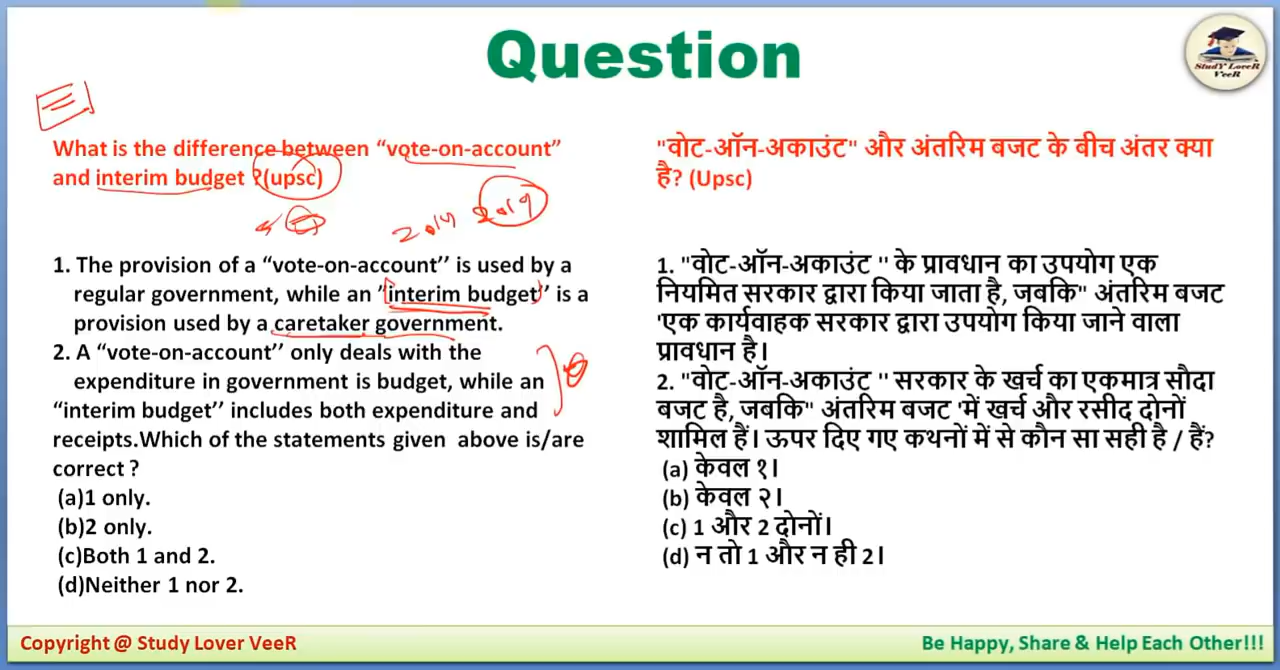 Question
StudY LoveR
VeeR
What is the difference between “vote-on-account”
and interim budget ?(upsc)
2014 2019
1. The provision of a “vote-on-account’’ is used by a
regular government, while an "interim budget’’ is a
provision used by a caretaker government.
2. A “vote-on-account’’ only deals with the
expenditure in government is budget, while an
“interim budget’’ includes both expenditure and
receipts.Which of the statements given above is/are
correct ?
(a)1 only.
(b)2 only.
(c)Both 1 and 2.
(d)Neither 1 nor 2.
"वोट-ऑन-अकाउंट" और अंतरिम बजट के बीच अंतर क्या
है? (Upsc)
1. "वोट-ऑन-अकाउंट " के प्रावधान का उपयोग एक
नियमित सरकार द्वारा किया जाता है, जबकि" अंतरिम बजट
'एक कार्यवाहक सरकार द्वारा उपयोग किया जाने वाला
प्रावधान है।
2. "वोट-ऑन-अकाउंट " सरकार के खर्च का एकमात्र सौदा
बजट है, जबकि" अंतरिम बजट 'में खर्च और रसीद दोनों
शामिल हैं। ऊपर दिए गए कथनों में से कौन सा सही है / हैं?
(a) केवल १।
(b) केवल २।
(c) 1 और 2 दोनों।
(d) न तो 1 और न ही 2।
Copyright @ Study Lover VeeR
Be Happy, Share & Help Each Other!!!